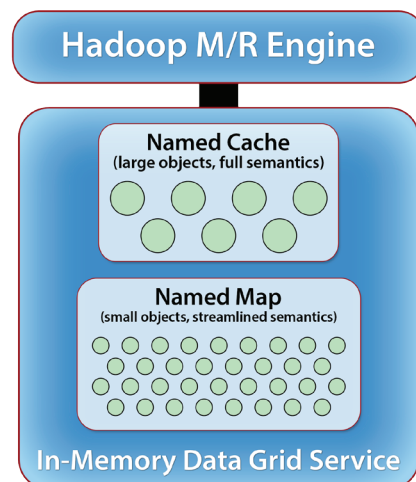 Hadoop M/R Engine
Named Cache
(large objects, full semantics)
Named Map
(small objects, streamlined semantics)
In-Memory Data Grid Service